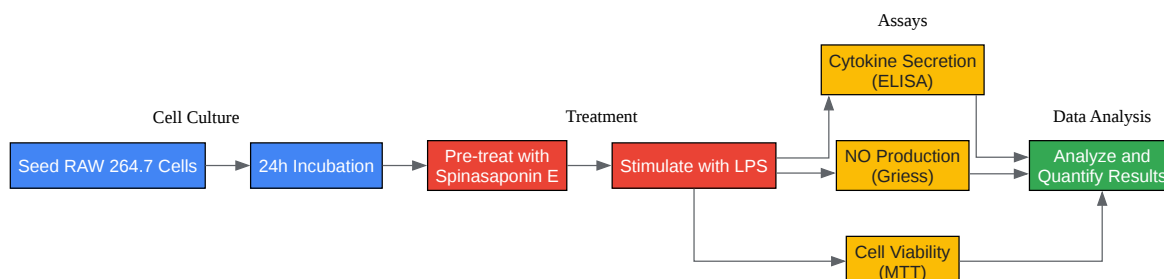 Assays
Cytokine Secretion
(ELISA)
Cell Culture
Treatment
Data Analysis
Seed RAW 264.7 Cells
24h Incubation
Pre-treat with
Spinasaponin E
Stimulate with LPS
NO Production
(Griess)
Analyze and
Quantify Results
Cell Viability
(MTT)